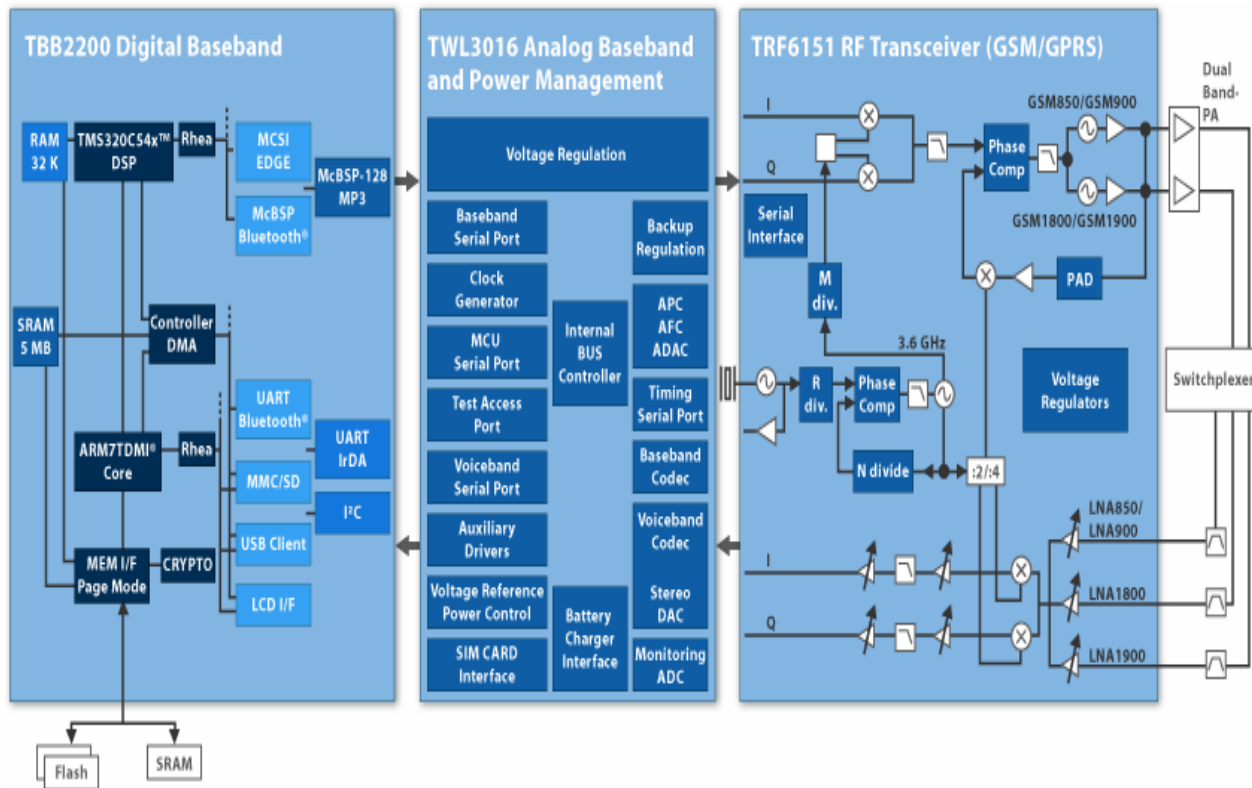 TBB2200 Digital Baseband
RAM
32 K
TMS320C54x™
DSP
Rhea
MCSI
EDGE
McBSP-128
MP3
McBSP
Bluetooth®
SRAM
5 MB
Controller
DMA
UART
Bluetooth®
UART
IrDA
ARM7TDMI®
Core
Rhea
MMC/SD
I²C
USB Client
MEM I/F
Page Mode
CRYPTO
LCD I/F
Flash
SRAM
TWL3016 Analog Baseband
and Power Management
Voltage Regulation
Baseband
Serial Port
Clock
Generator
MCU
Serial Port
Test Access
Port
Voiceband
Serial Port
Auxiliary
Drivers
Voltage Reference
Power Control
SIM CARD
Interface
Internal
BUS
Controller
Battery
Charger
Interface
Backup
Regulation
APC
AFC
ADAC
Timing
Serial Port
Baseband
Codec
Voiceband
Codec
Stereo
DAC
Monitoring
ADC
TRF6151 RF Transceiver (GSM/GPRS)
I
Q
Serial
Interface
M
div.
Phase
Comp
GSM850/GSM900
GSM1800/GSM1900
PAD
3.6 GHz
R
div.
Phase
Comp
N divide
:2/:4
Voltage
Regulators
I
Q
LNA850/
LNA900
LNA1800
LNA1900
Dual
Band-
PA
Switchplexer